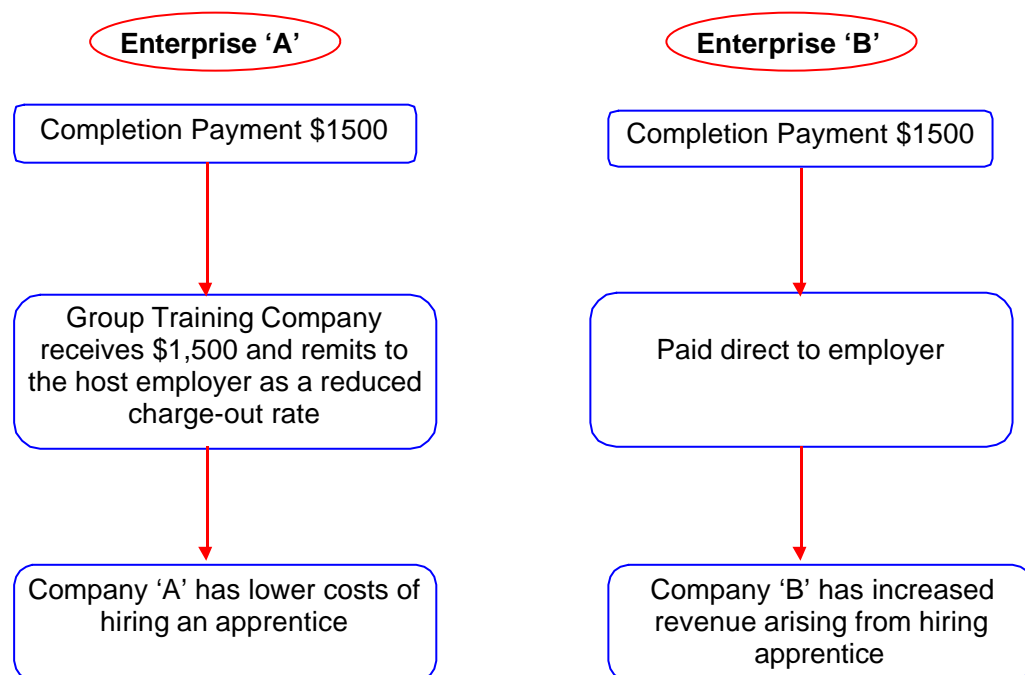 Enterprise ‘A’
Completion Payment $1500
Group Training Company
receives $1,500 and remits to
the host employer as a reduced
charge-out rate
Company ‘A’ has lower costs of
hiring an apprentice
Enterprise ‘B’
Completion Payment $1500
Paid direct to employer
Company ‘B’ has increased
revenue arising from hiring
apprentice